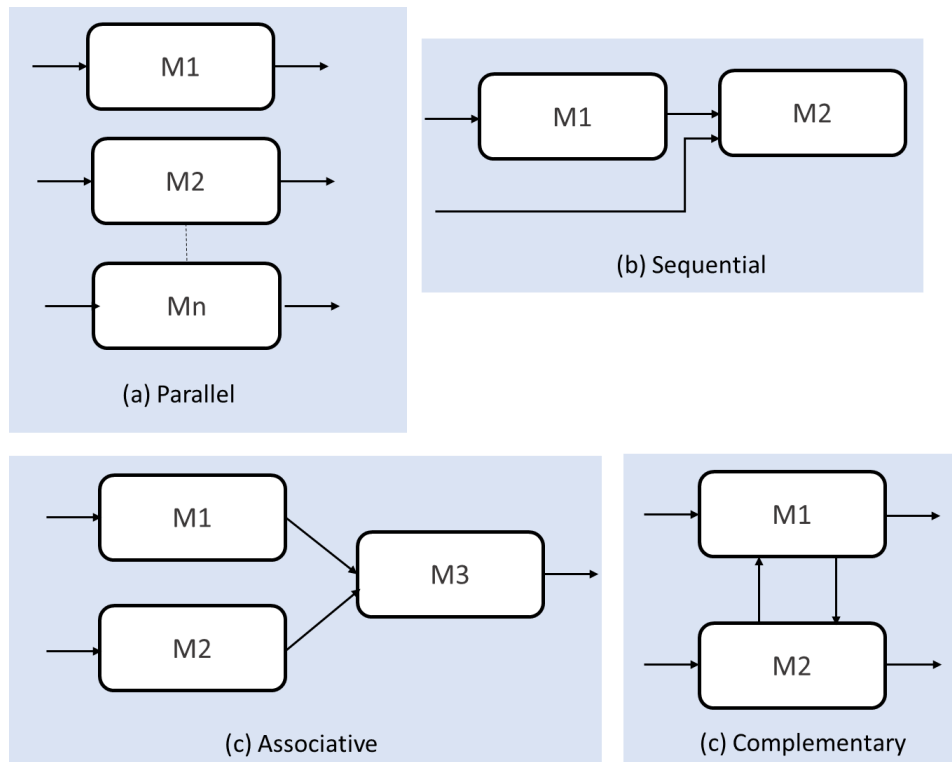 M1
M2
Mn
(a) Parallel
M1
M2
(b) Sequential
M1
M2
M3
(c) Associative
M1
M2
(c) Complementary